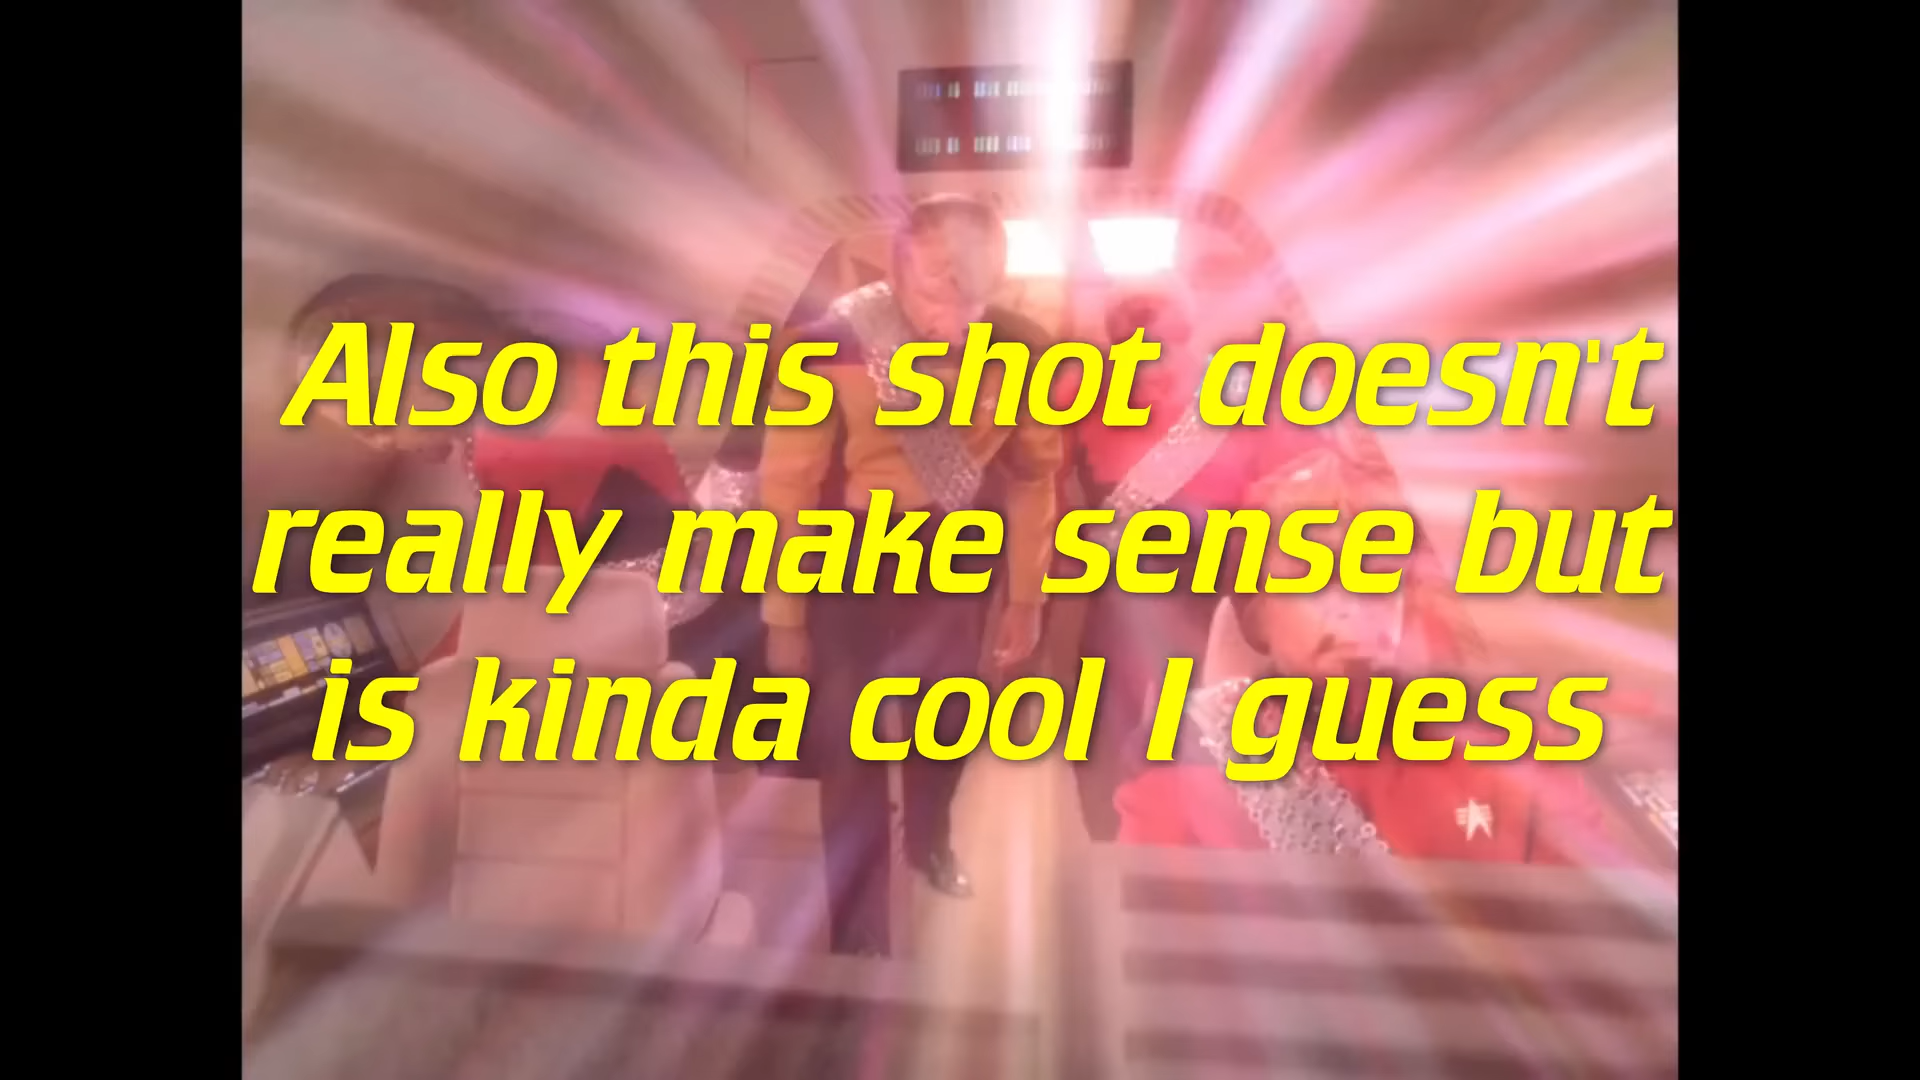 Also this shot doesn't
really make sense but
is kinda cool I guess